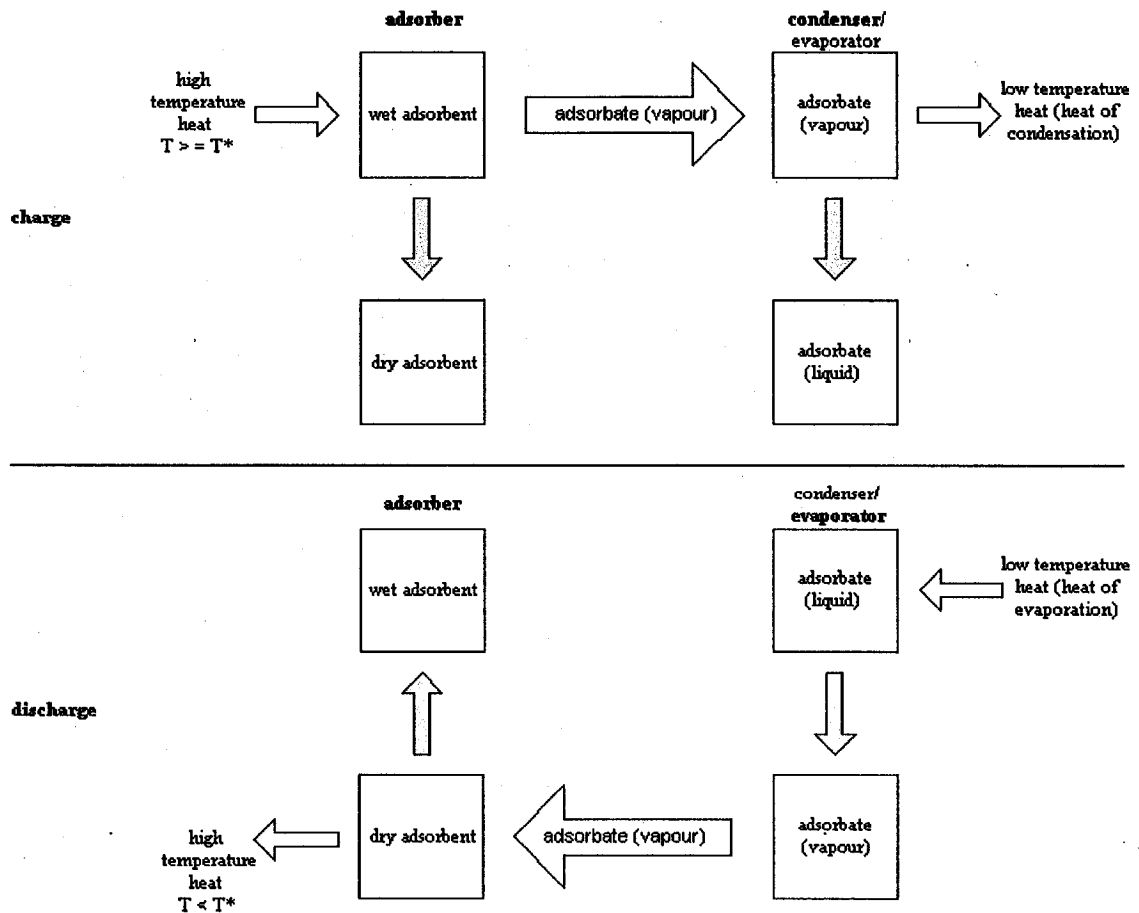 adsorber
condenser/
evaporator
high
temperature
heat
T > = T*
wet adsorbent
adsorbate (vapour)
adsorbate
(vapour)
low temperature
heat (heat of
condensation)
charge
dry adsorbent
adsorbate
(liquid)
adsorber
condenser/
evaporator
wet adsorbent
adsorbate
(liquid)
low temperature
heat (heat of
evaporation)
discharge
high
temperature
heat
T < T*
dry adsorbent
adsorbate (vapour)
adsorbate
(vapour)